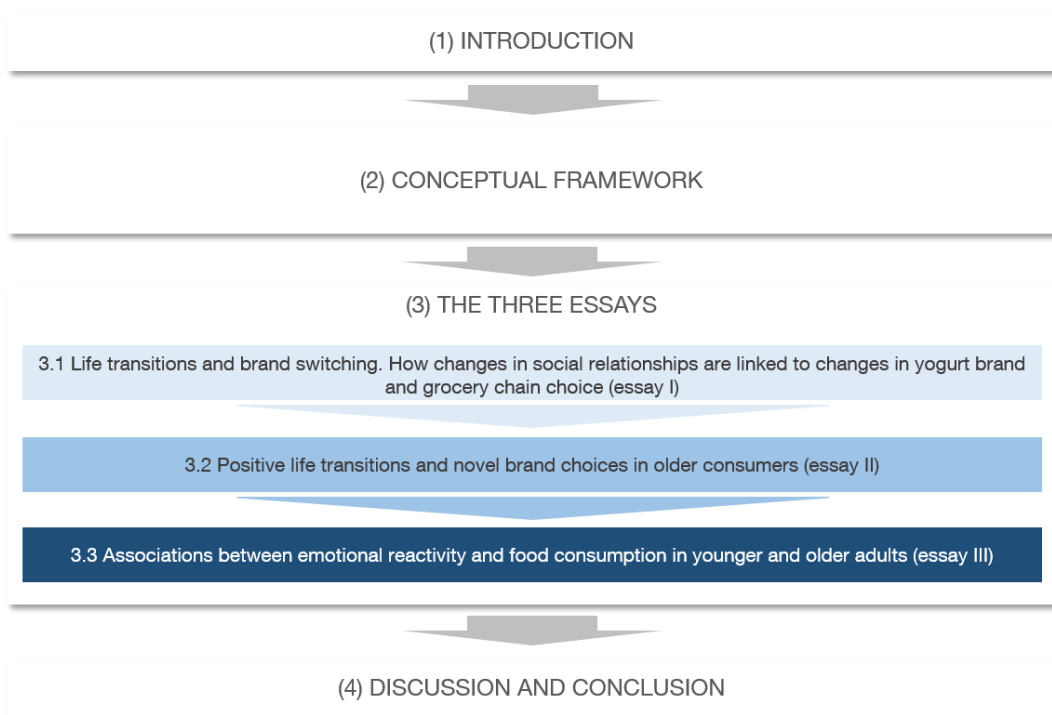 (1) INTRODUCTION
(2) CONCEPTUAL FRAMEWORK
(3) THE THREE ESSAYS
3.1 Life transitions and brand switching. How changes in social relationships are linked to changes in yogurt brand
and grocery chain choice (essay I)
3.2 Positive life transitions and novel brand choices in older consumers (essay II)
3.3 Associations between emotional reactivity and food consumption in younger and older adults (essay III)
(4) DISCUSSION AND CONCLUSION